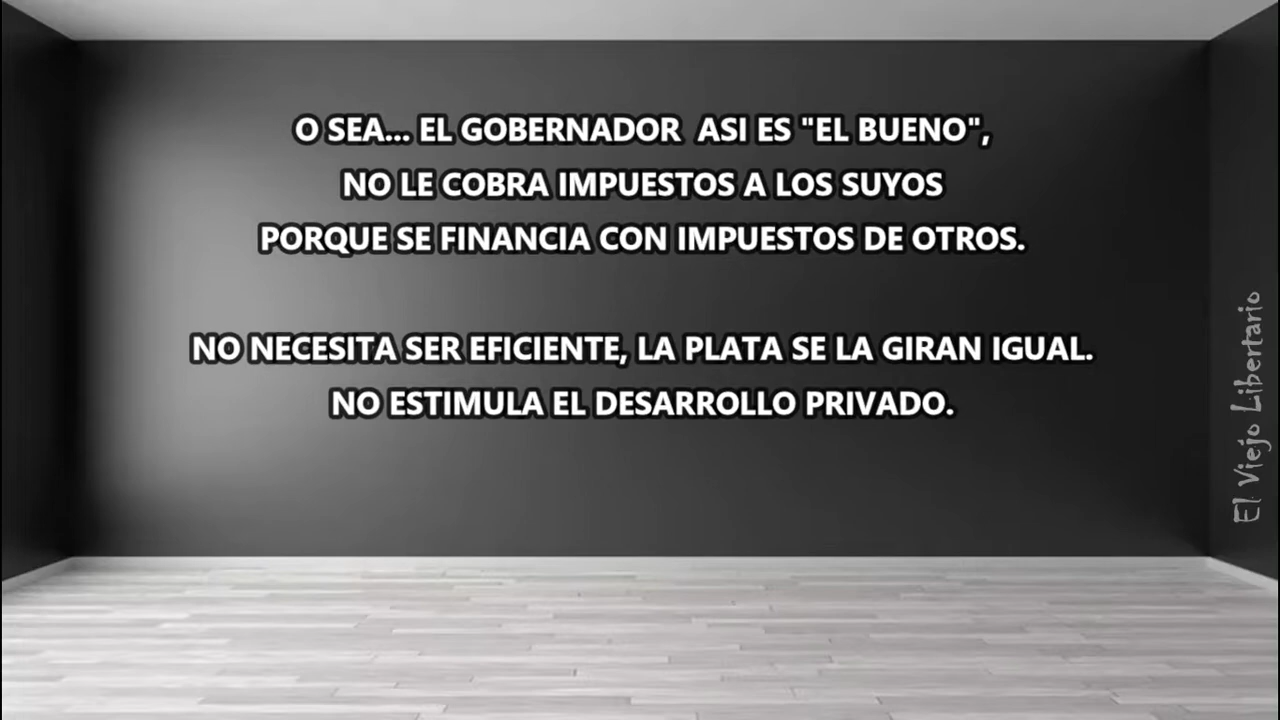 O SEA... EL GOBERNADOR ASI ES "EL BUENO",
NO LE COBRA IMPUESTOS A LOS SUYOS
PORQUE SE FINANCIA CON IMPUESTOS DE OTROS.
NO NECESITA SER EFICIENTE, LA PLATA SE LA GIRAN IGUAL.
NO ESTIMULA EL DESARROLLO PRIVADO.
El Viejo Libertario